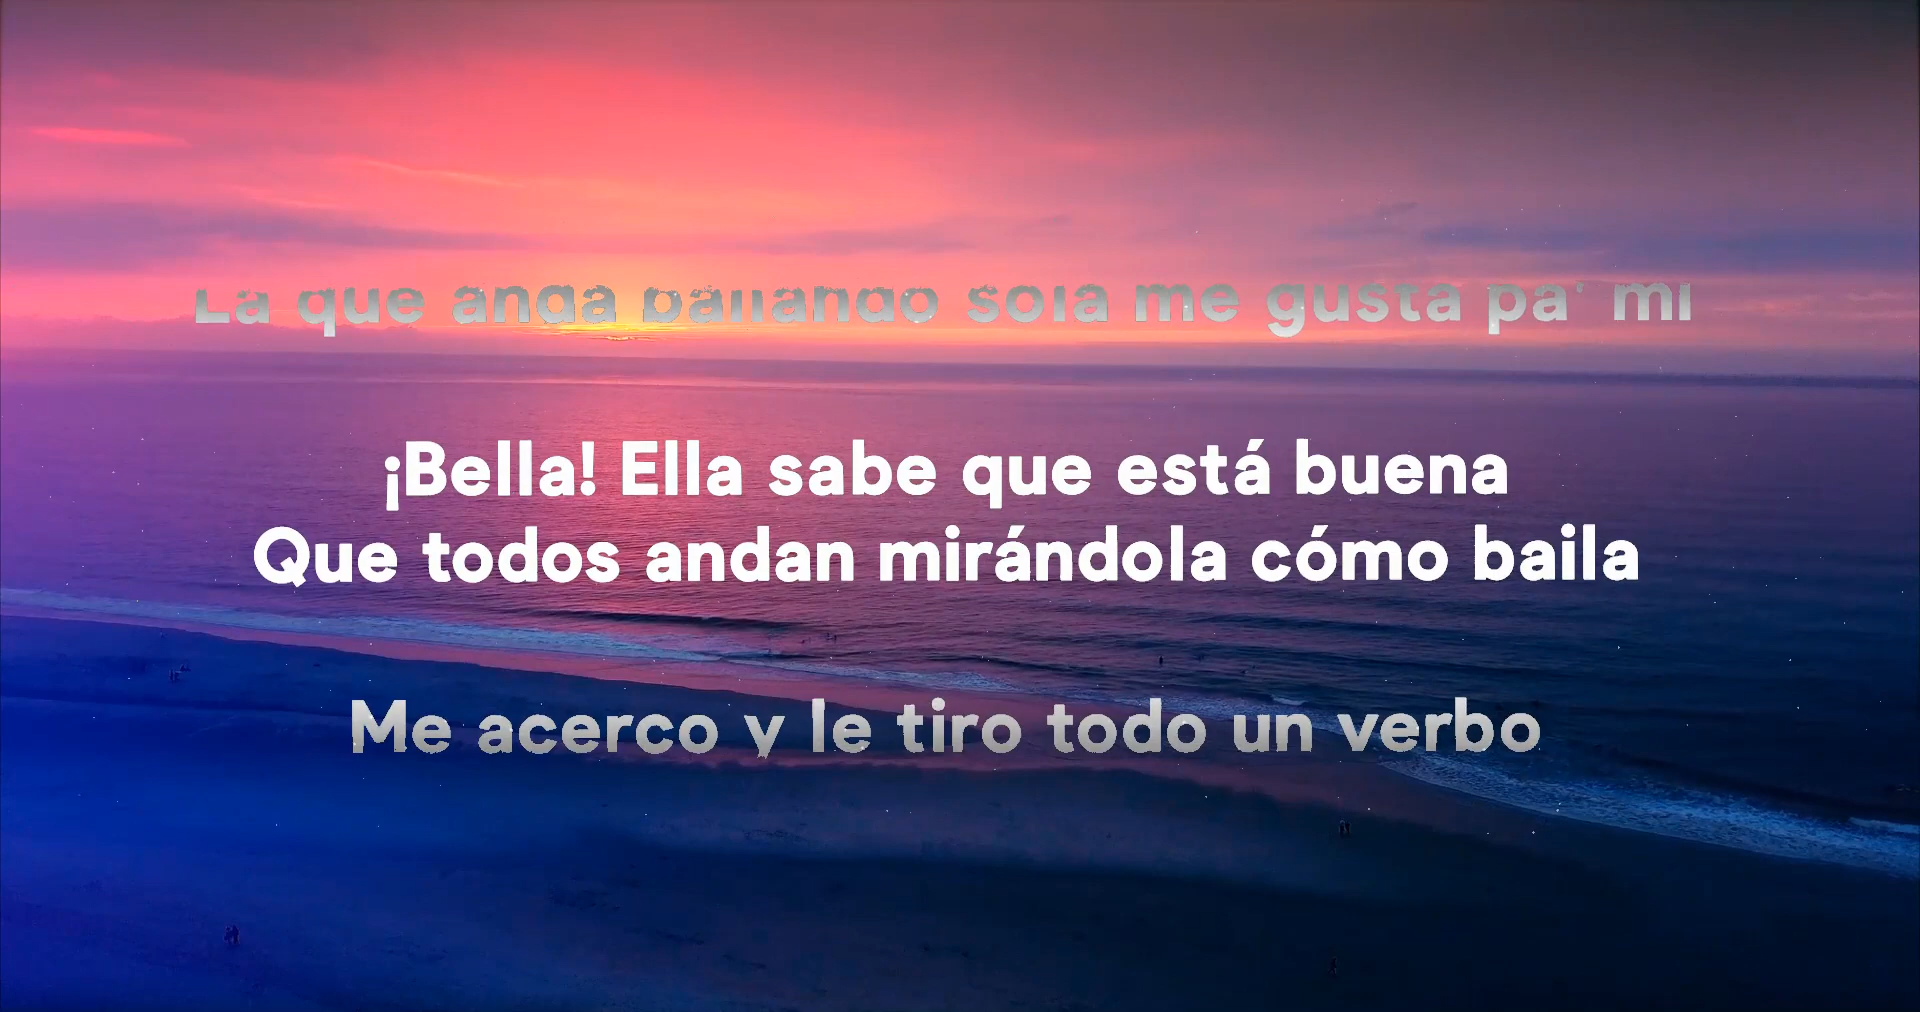 La que anda bailando sola me gusta pa' mí
¡Bella! Ella sabe que está buena
Que todos andan mirándola cómo baila
Me acerco y le tiro todo un verbo